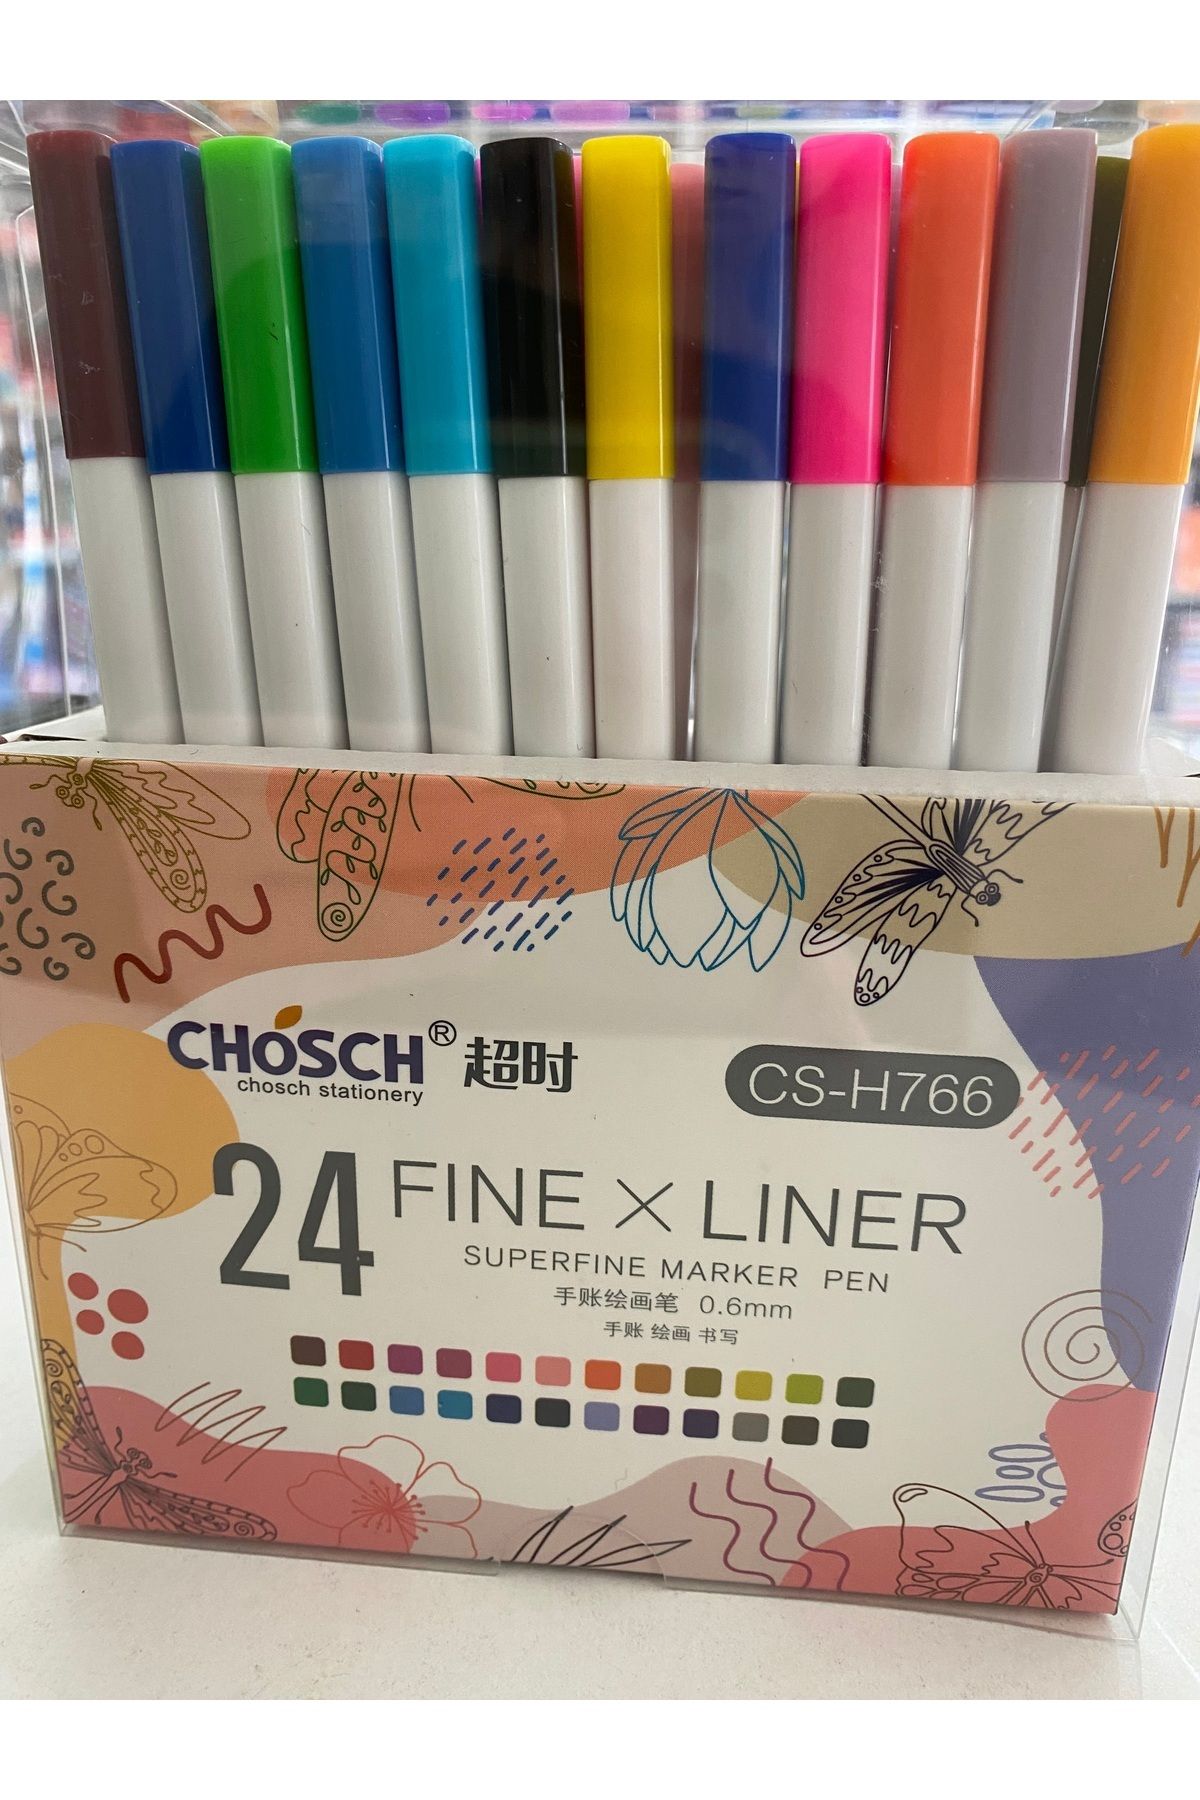 CHOSCH® 超时
chosch stationery
CS-H766
24 FINE × LINER
SUPERFINE MARKER PEN
手账绘画笔 0.6mm
手账 绘画 书写